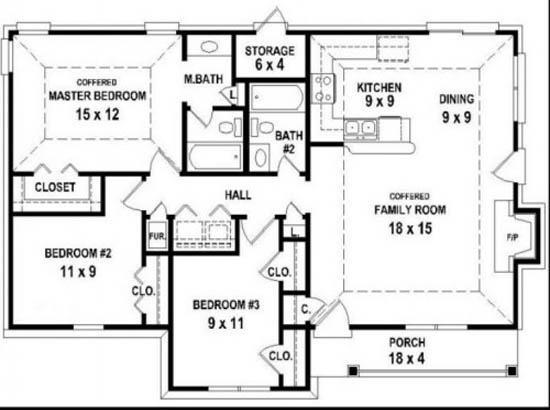 STORAGE
6 x 4
COFFERED
MASTER BEDROOM
15 x 12
M.BATH
L
KITCHEN
9 x 9
DINING
9 x 9
BATH
#2
CLOSET
HALL
COFFERED
FAMILY ROOM
18 x 15
FUR.
L
F/P
BEDROOM #2
11 x 9
CLO.
CLO.
BEDROOM #3
9 x 11
C.
CLO.
PORCH
18 x 4